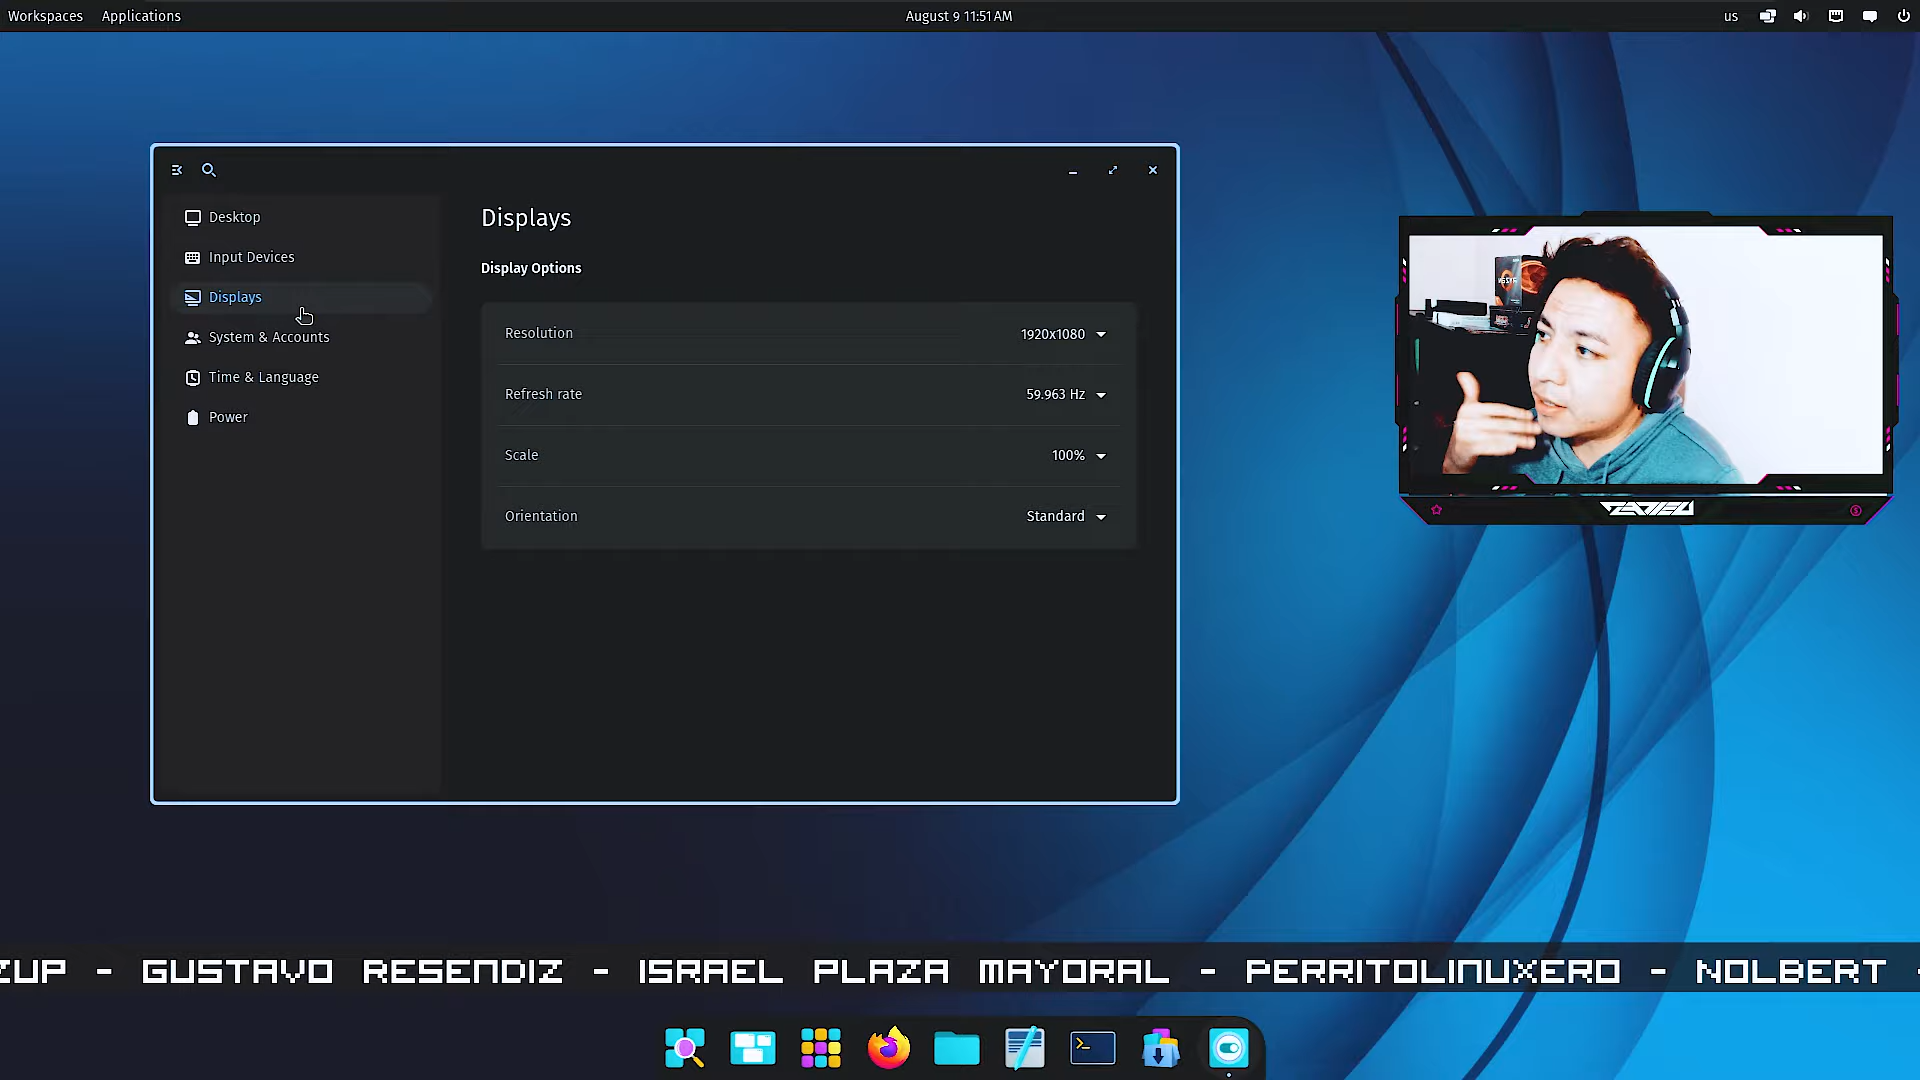 Workspaces Applications August 9 11:51 AM us
Desktop
Input Devices
Displays
System & Accounts
Time & Language
Power
Displays
Display Options
Resolution 1920x1080
Refresh rate 59.963 Hz
Scale 100%
Orientation Standard
ZUP - GUSTAVO RESENDIZ - ISRAEL PLAZA MAYORAL - PERRITOLINUXERO - NOLBERT -